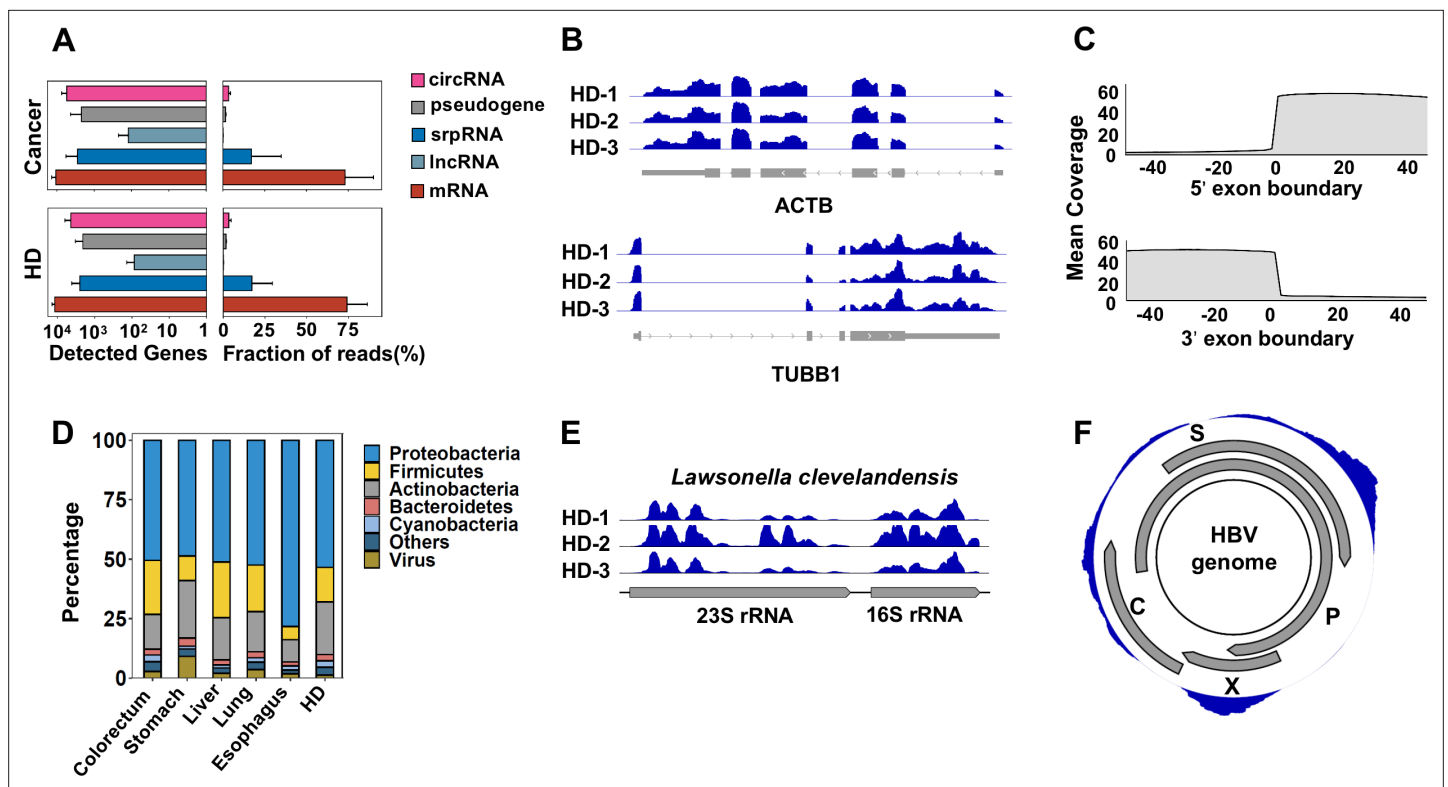 A
Cancer
HD
10⁴ 10³ 10² 10 1
Detected Genes
0 25 50 75
Fraction of reads(%)
circRNA
pseudogene
srpRNA
lncRNA
mRNA
B
HD-1
HD-2
HD-3
ACTB
HD-1
HD-2
HD-3
TUBB1
C
Mean Coverage
60
40
20
0
-40 -20 0 20 40
5' exon boundary
60
40
20
0
-40 -20 0 20 40
3' exon boundary
D
Percentage
100
75
50
25
0
Colorectum
Stomach
Liver
Lung
Esophagus
HD
Proteobacteria
Firmicutes
Actinobacteria
Bacteroidetes
Cyanobacteria
Others
Virus
E
Lawsonella clevelandensis
HD-1
HD-2
HD-3
23S rRNA 16S rRNA
F
S
HBV
genome
C
P
X